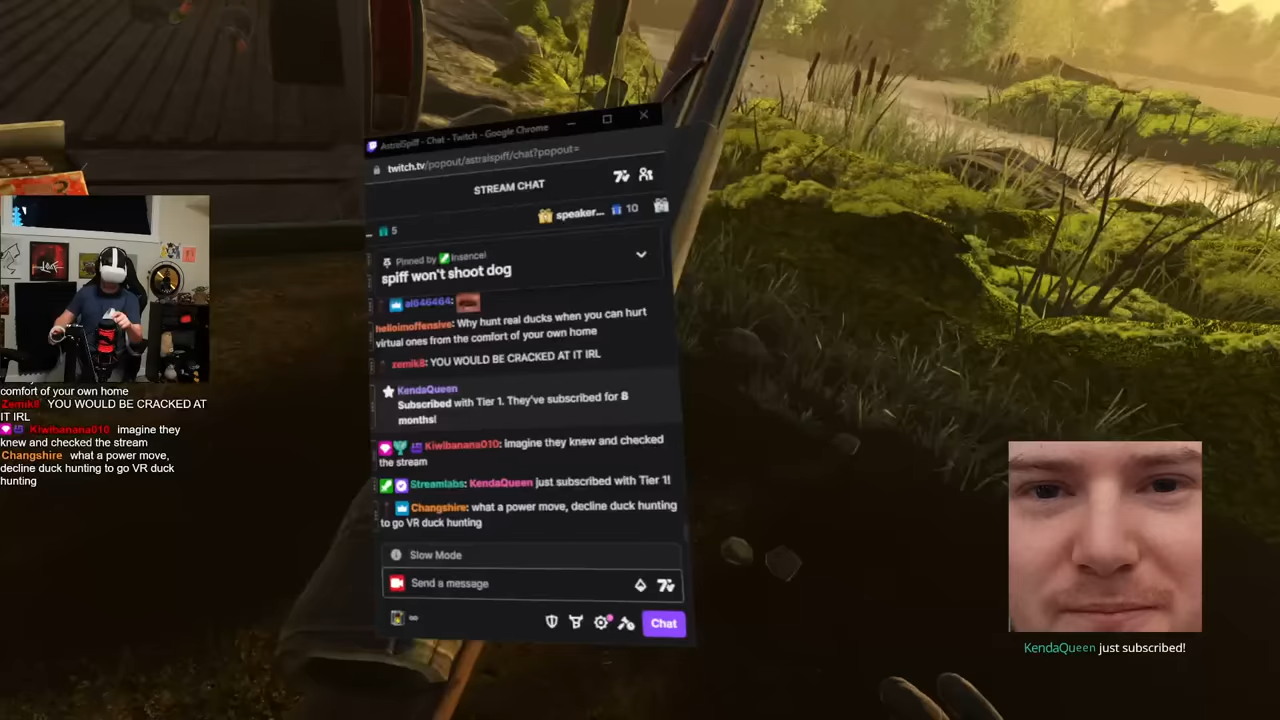 AstralSpiff - Chat - Twitch - Google Chrome
twitch.tv/popout/astralspiff/chat?popout=
STREAM CHAT
speaker... 10
5
Pinned by Insancei
spiff won't shoot dog
al046464:
helloimoffensive: Why hunt real ducks when you can hurt
virtual ones from the comfort of your own home
zemik8: YOU WOULD BE CRACKED AT IT IRL
KendaQueen
Subscribed with Tier 1. They've subscribed for 8
months!
Kiwibanana010: imagine they knew and checked
the stream
Streamlabs: KendaQueen just subscribed with Tier 1!
Changshire: what a power move, decline duck hunting
to go VR duck hunting
Slow Mode
Send a message
Chat
comfort of your own home
Zemik8 YOU WOULD BE CRACKED AT
IT IRL
Kiwibanana010 imagine they
knew and checked the stream
Changshire what a power move,
decline duck hunting to go VR duck
hunting
KendaQueen just subscribed!